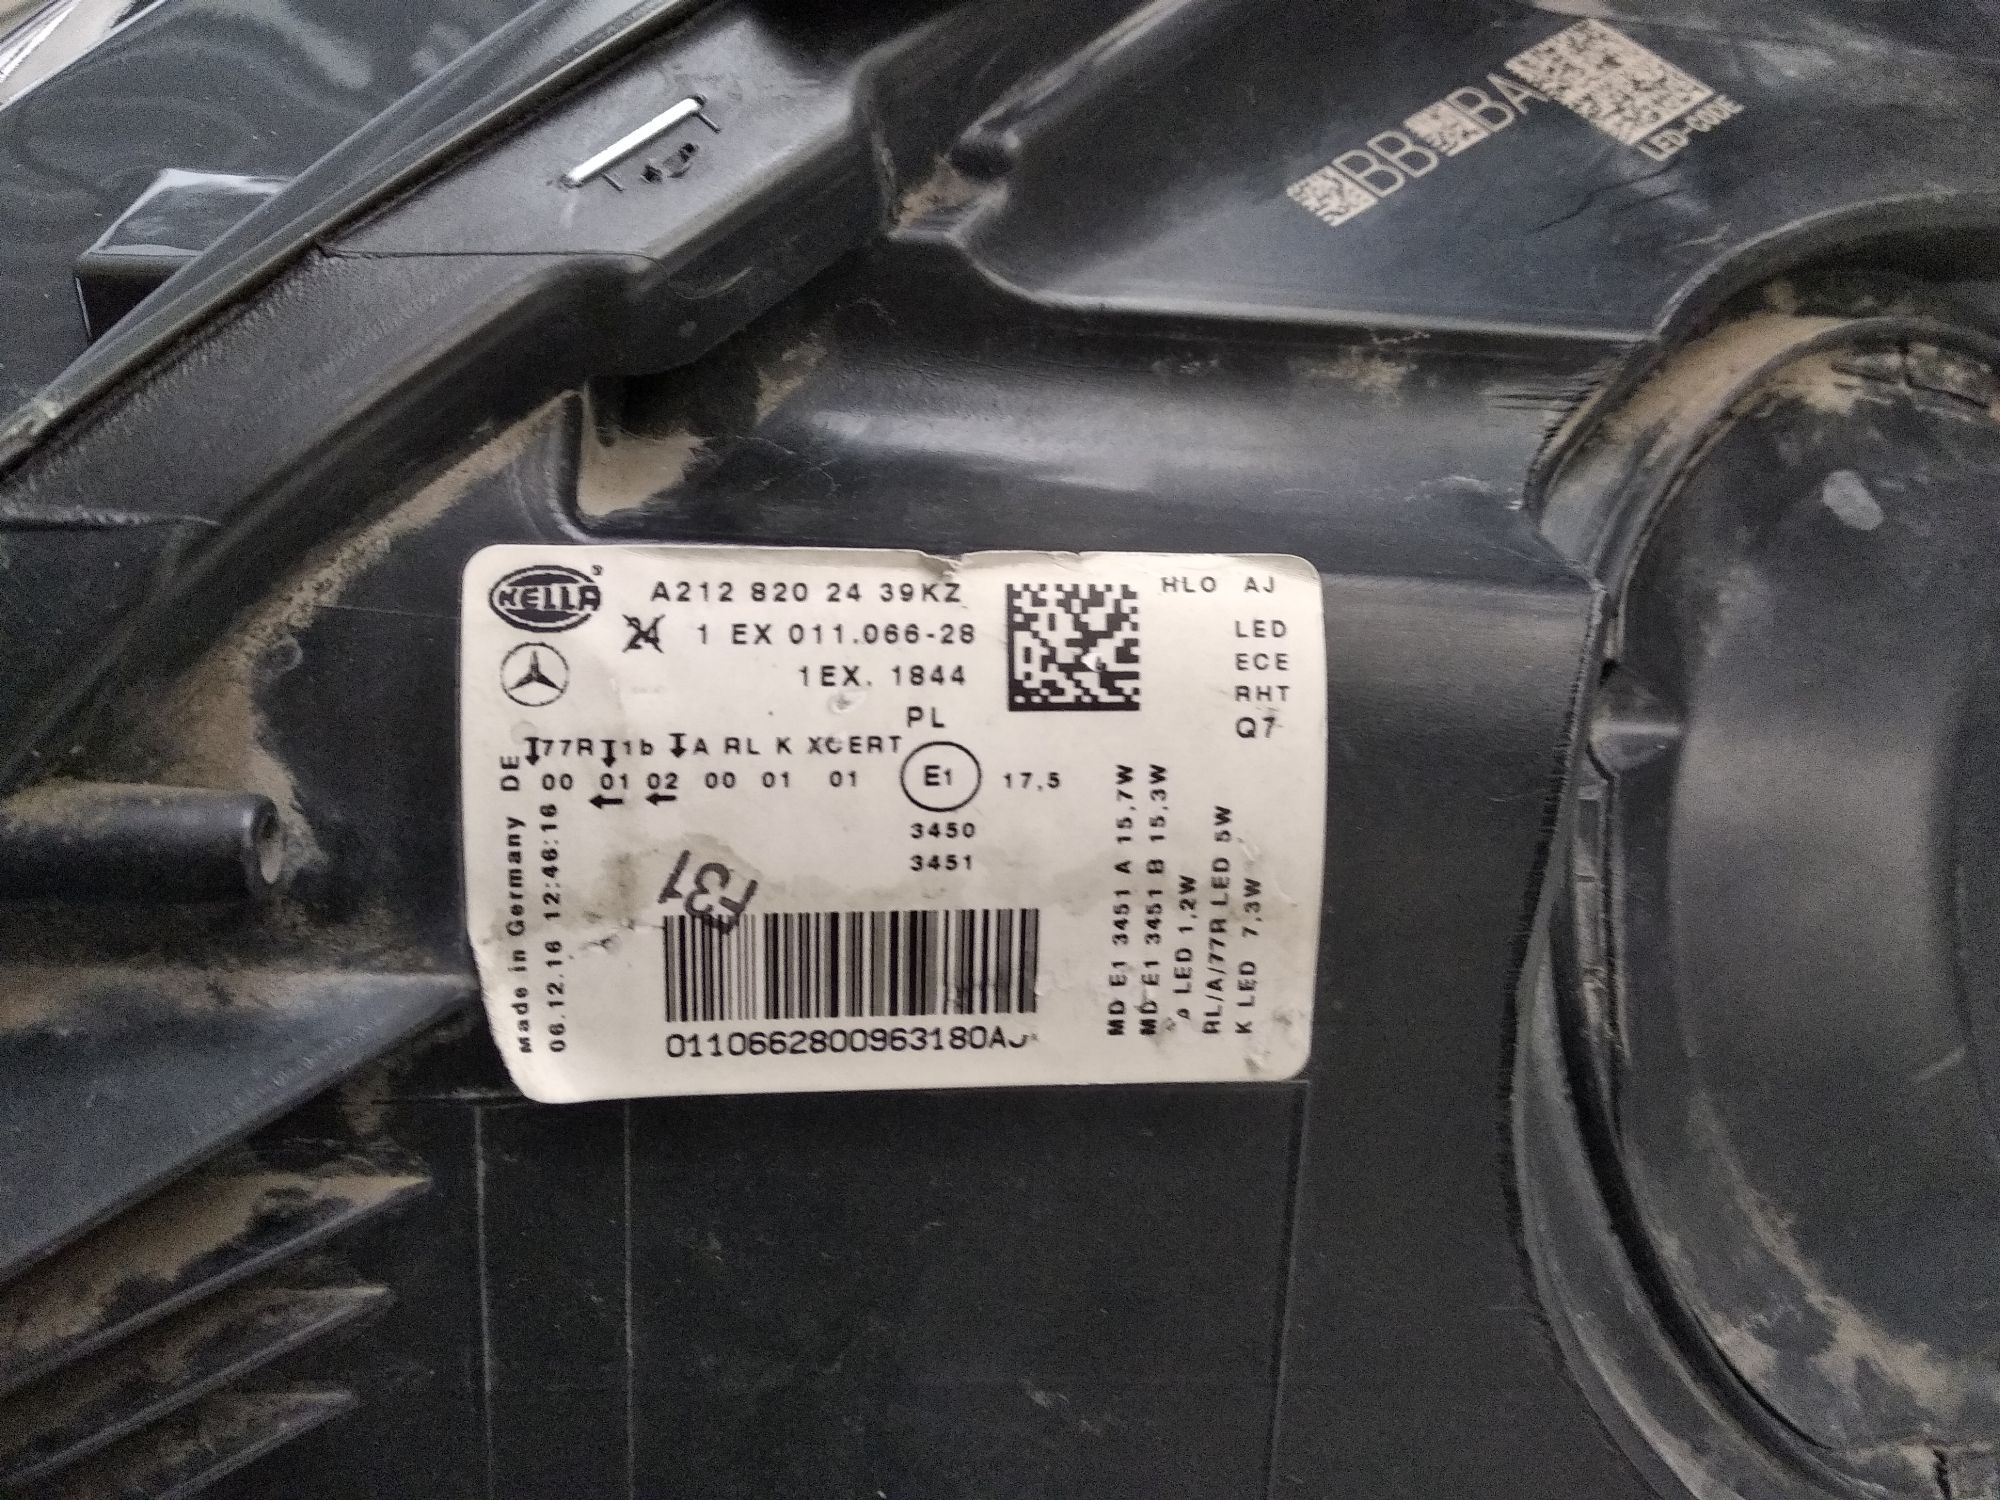 BB BA
LED-CODE
HELLA
A212 820 24 39KZ
24 1 EX 011.066-28
1EX. 1844
PL
77R 1b A RL K XCERT
00 01 02 00 01 01
E1
17,5
3450
3451
HLO AJ
LED
ECE
RHT
Q7
Made in Germany DE
06.12.16 12:46:16
F31
0110662800963180AJ
MD E1 3451 A 15,7W
MD E1 3451 B 15,3W
A LED 1,2W
RL/A/77R LED 5W
K LED 7,3W